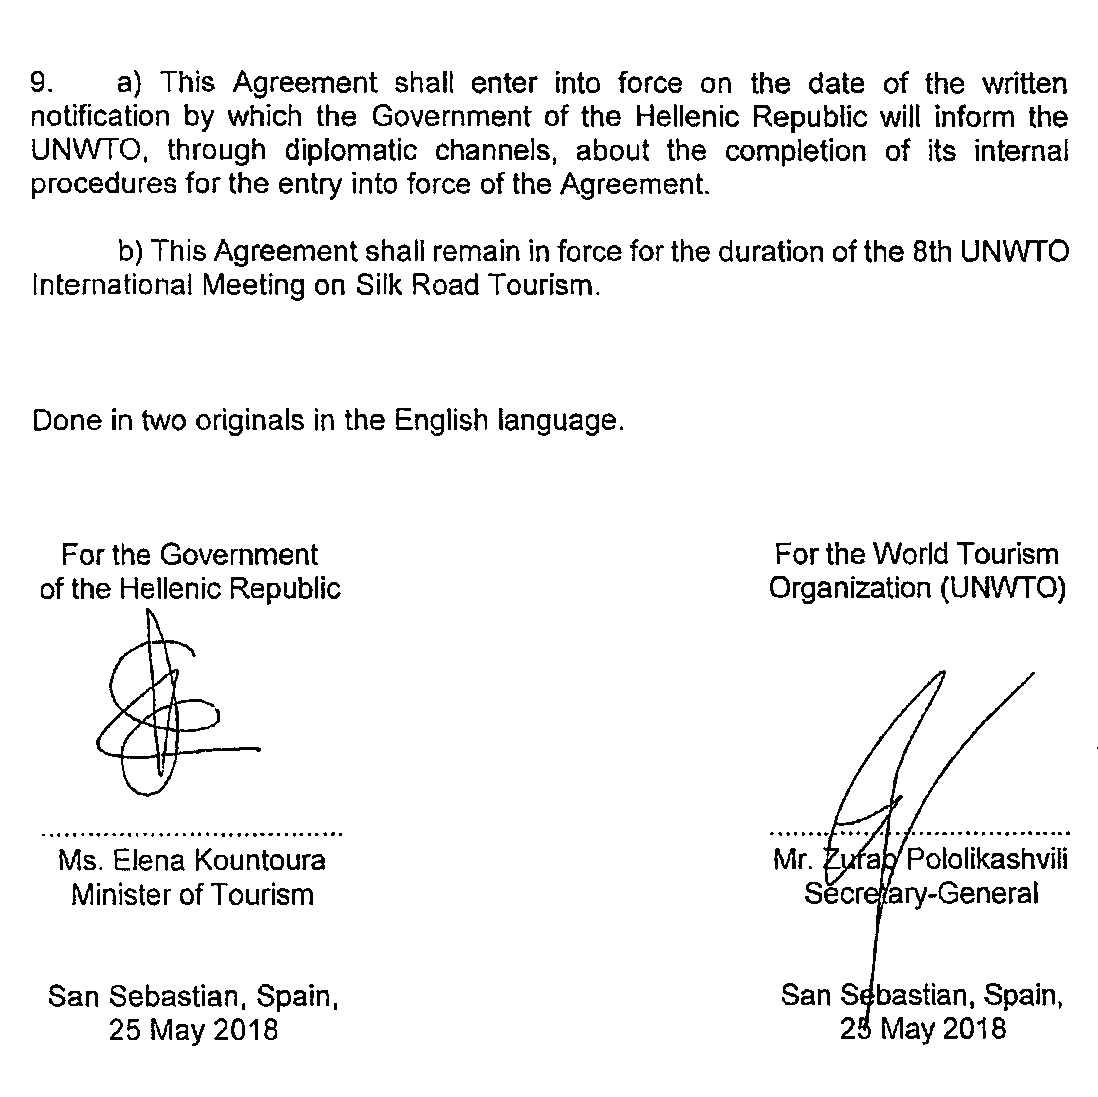 9. a) This Agreement shall enter into force on the date of the written
notification by which the Government of the Hellenic Republic will inform the
UNWTO, through diplomatic channels, about the completion of its internal
procedures for the entry into force of the Agreement.
b) This Agreement shall remain in force for the duration of the 8th UNWTO
International Meeting on Silk Road Tourism.
Done in two originals in the English language.
For the Government
of the Hellenic Republic
Ms. Elena Kountoura
Minister of Tourism
San Sebastian, Spain,
25 May 2018
For the World Tourism
Organization (UNWTO)
Mr. Zurab Pololikashvili
Secretary-General
San Sebastian, Spain,
25 May 2018